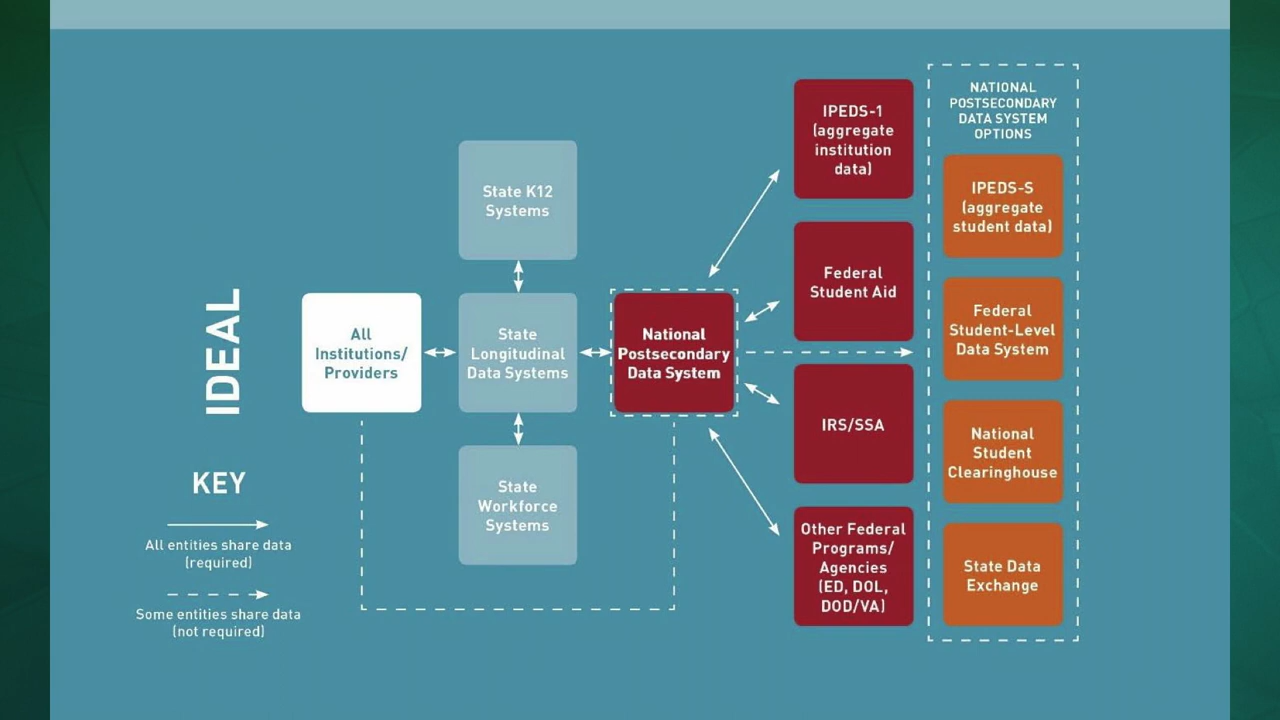 IDEAL
KEY
All entities share data
(required)
Some entities share data
(not required)
All
Institutions/
Providers
State K12
Systems
State
Longitudinal
Data Systems
State
Workforce
Systems
National
Postsecondary
Data System
IPEDS-1
(aggregate
institution
data)
Federal
Student Aid
IRS/SSA
Other Federal
Programs/
Agencies
(ED, DOL,
DOD/VA)
NATIONAL
POSTSECONDARY
DATA SYSTEM
OPTIONS
IPEDS-S
(aggregate
student data)
Federal
Student-Level
Data System
National
Student
Clearinghouse
State Data
Exchange